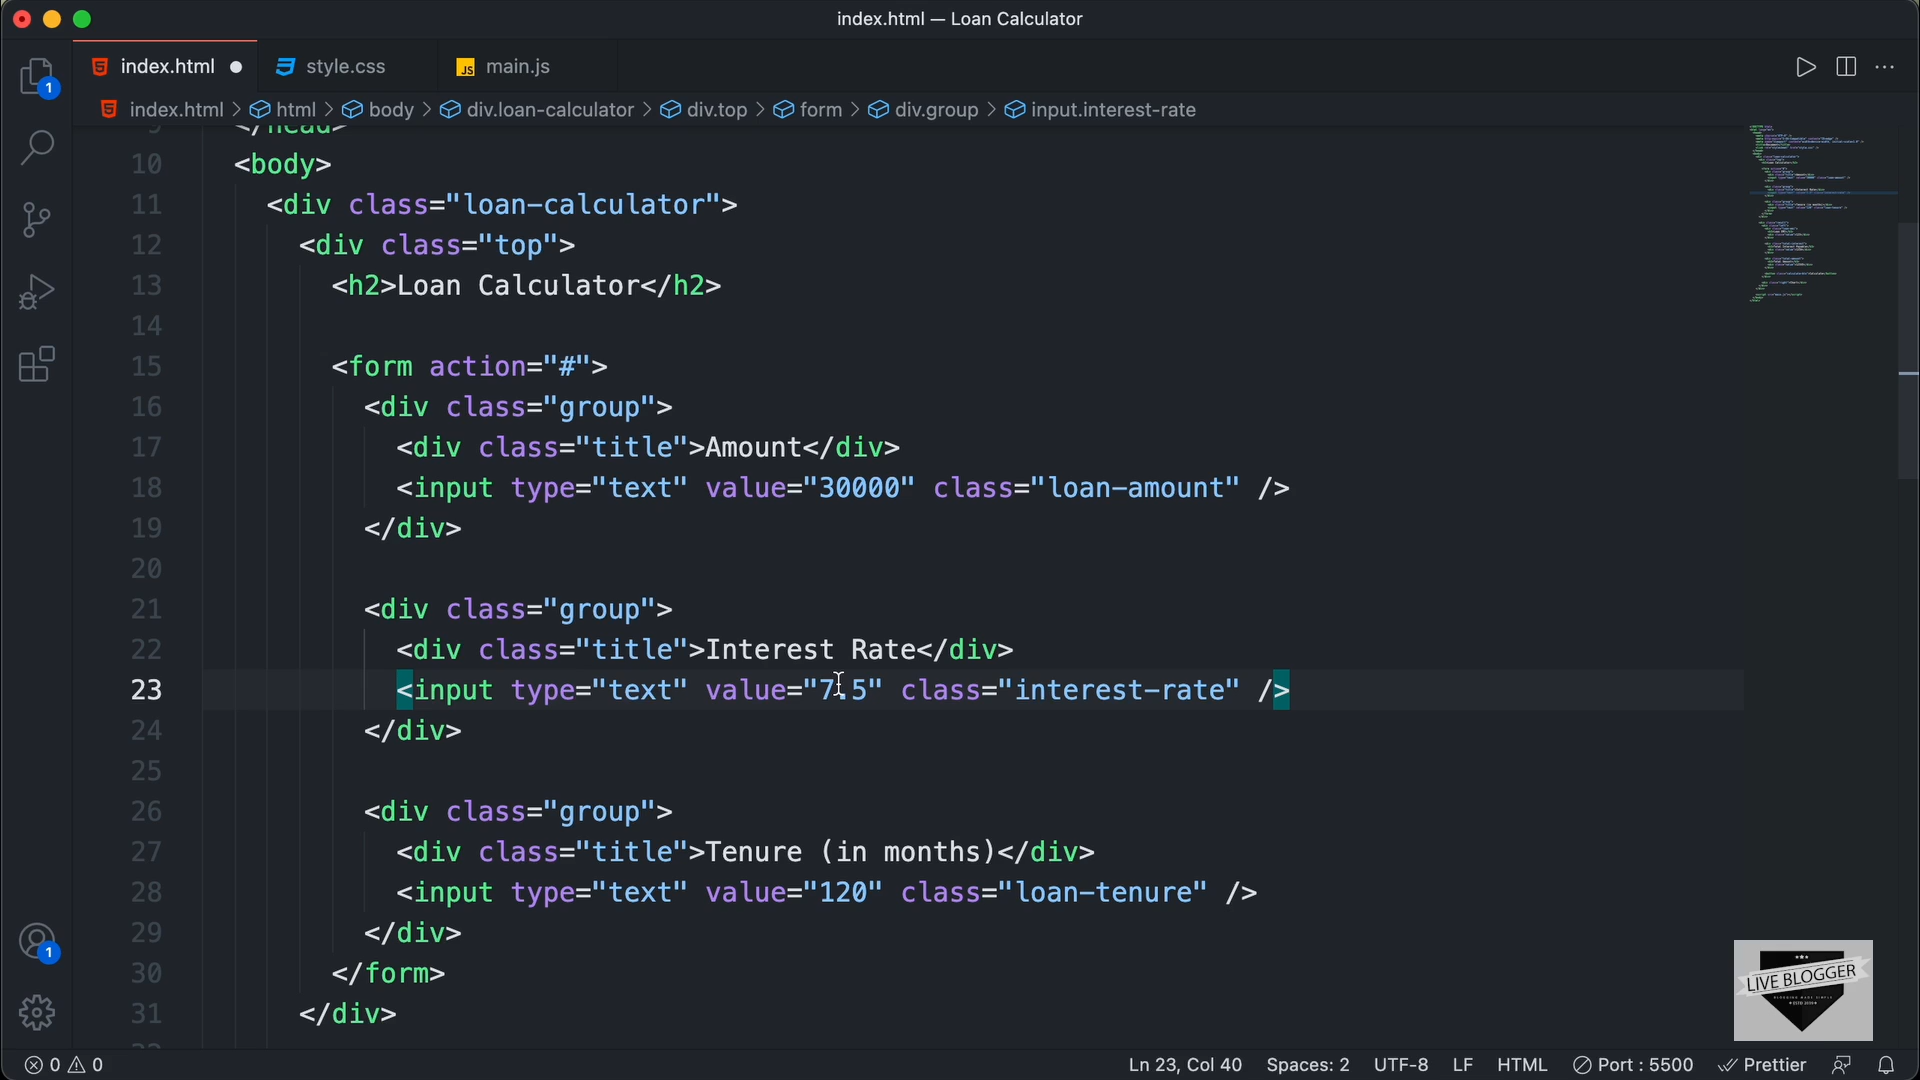 index.html — Loan Calculator
1
index.html
style.css
JS main.js
index.html > html > body > div.loan-calculator > div.top > form > div.group > input.interest-rate
9 </head>
10 <body>
11 <div class="loan-calculator">
12 <div class="top">
13 <h2>Loan Calculator</h2>
14
15 <form action="#">
16 <div class="group">
17 <div class="title">Amount</div>
18 <input type="text" value="30000" class="loan-amount" />
19 </div>
20
21 <div class="group">
22 <div class="title">Interest Rate</div>
23 <input type="text" value="7.5" class="interest-rate" />
24 </div>
25
26 <div class="group">
27 <div class="title">Tenure (in months)</div>
28 <input type="text" value="120" class="loan-tenure" />
29 </div>
30 </form>
31 </div>
1
LIVE BLOGGER
0 0
Ln 23, Col 40
Spaces: 2
UTF-8
LF
HTML
Port : 5500
Prettier